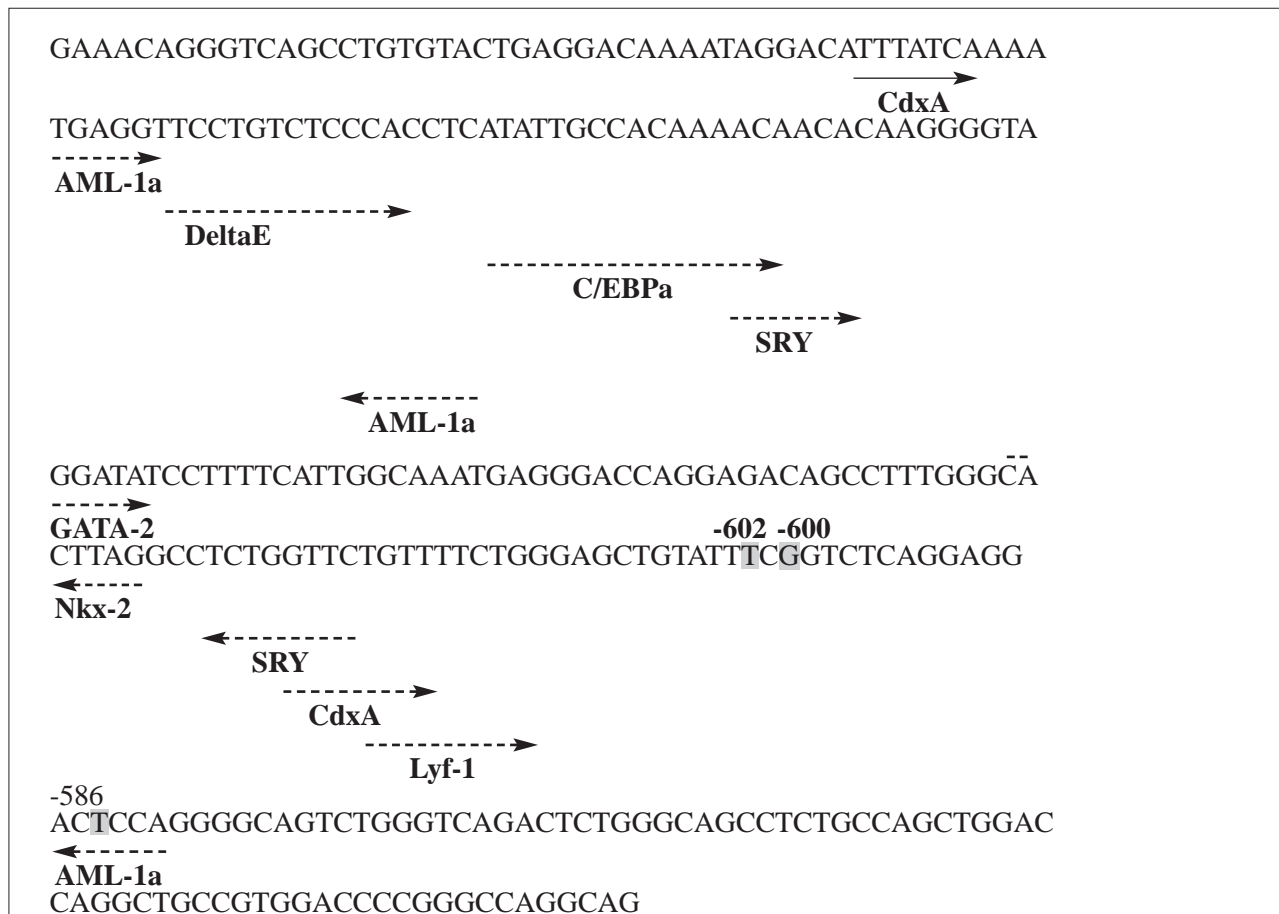 GAAACAGGGTCAGCCTGTGTACTGAGGACAAAATAGGACATTTATCAAAA
CdxA
TGAGGTTCCTGTCTCCCACCTCATATTGCCACAAAACAACACAAGGGGTA
AML-1a
DeltaE
C/EBPa
SRY
AML-1a
GGATATCCTTTTCATTGGCAAATGAGGGACCAGGAGACAGCCTTTGGGCA
GATA-2 -602 -600
CTTAGGCCTCTGGTTCTGTTTTCTGGGAGCTGTATTTCGGTCTCAGGAGG
Nkx-2
SRY
CdxA
Lyf-1
-586
ACTCCAGGGGCAGTCTGGGTCAGACTCTGGGCAGCCTCTGCCAGCTGGAC
AML-1a
CAGGCTGCCGTGGACCCCGGGCCAGGCAG